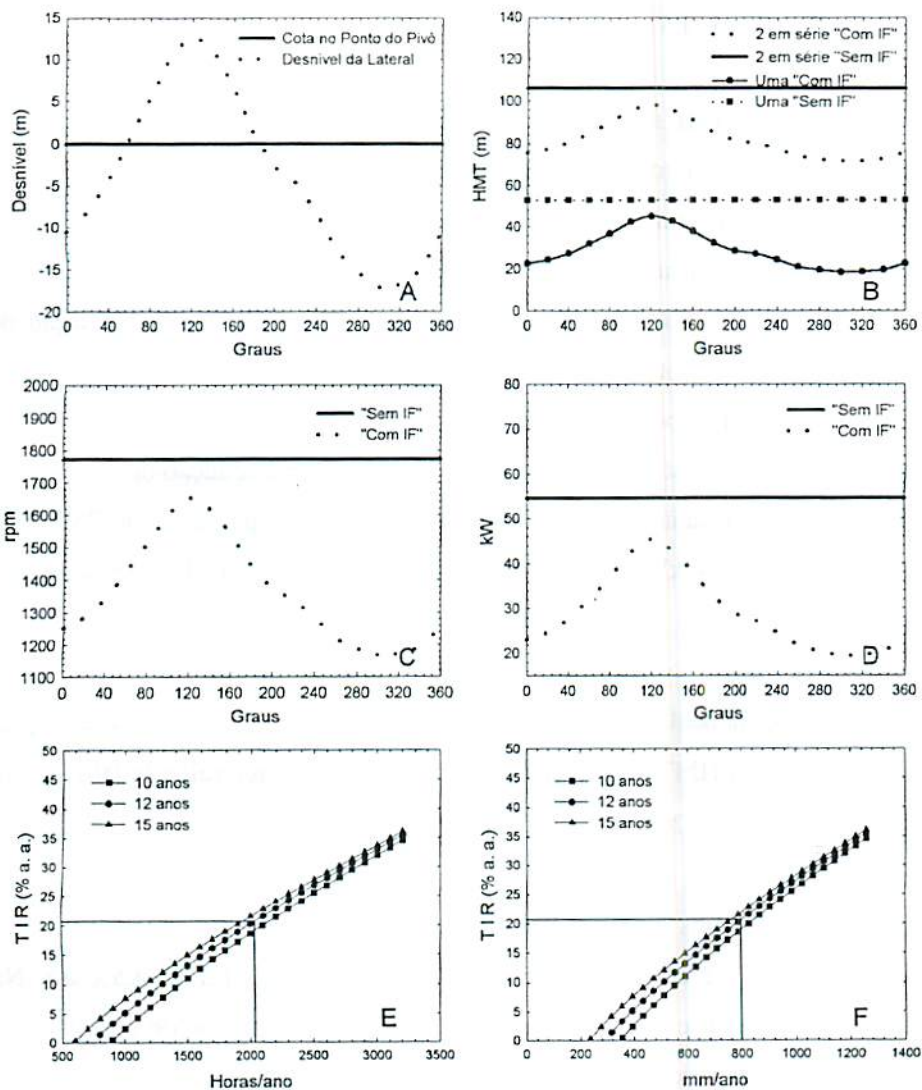 15
10
5
0
-5
-10
-15
-20
Desnível (m)
Cota no Ponto do Pivô
Desnível da Lateral
A
0 40 80 120 160 200 240 280 320 360
Graus
140
120
100
80
60
40
20
0
HMT (m)
2 em série "Com IF"
2 em série "Sem IF"
Uma "Com IF"
Uma "Sem IF"
B
0 40 80 120 160 200 240 280 320 360
Graus
2000
1900
1800
1700
1600
1500
1400
1300
1200
1100
rpm
"Sem IF"
"Com IF"
C
0 40 80 120 160 200 240 280 320 360
Graus
80
70
60
50
40
30
20
kW
"Sem IF"
"Com IF"
D
0 40 80 120 160 200 240 280 320 360
Graus
50
45
40
35
30
25
20
15
10
5
0
TIR (% a. a.)
10 anos
12 anos
15 anos
E
500 1000 1500 2000 2500 3000 3500
Horas/ano
50
45
40
35
30
25
20
15
10
5
0
TIR (% a. a.)
10 anos
12 anos
15 anos
F
0 200 400 600 800 1000 1200 1400
mm/ano